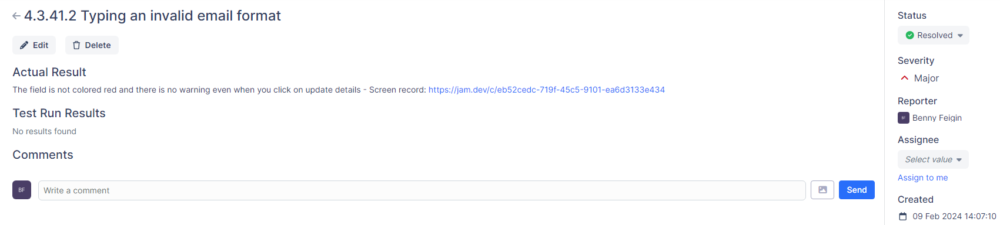 4.3.41.2 Typing an invalid email format
Edit
Delete
Actual Result
The field is not colored red and there is no warning even when you click on update details - Screen record: https://jam.dev/c/eb52cedc-719f-45c5-9101-ea6d3133e434
Test Run Results
No results found
Comments
BF
Write a comment
Send
Status
Resolved
Severity
Major
Reporter
BF
Benny Feigin
Assignee
Select value
Assign to me
Created
09 Feb 2024 14:07:10